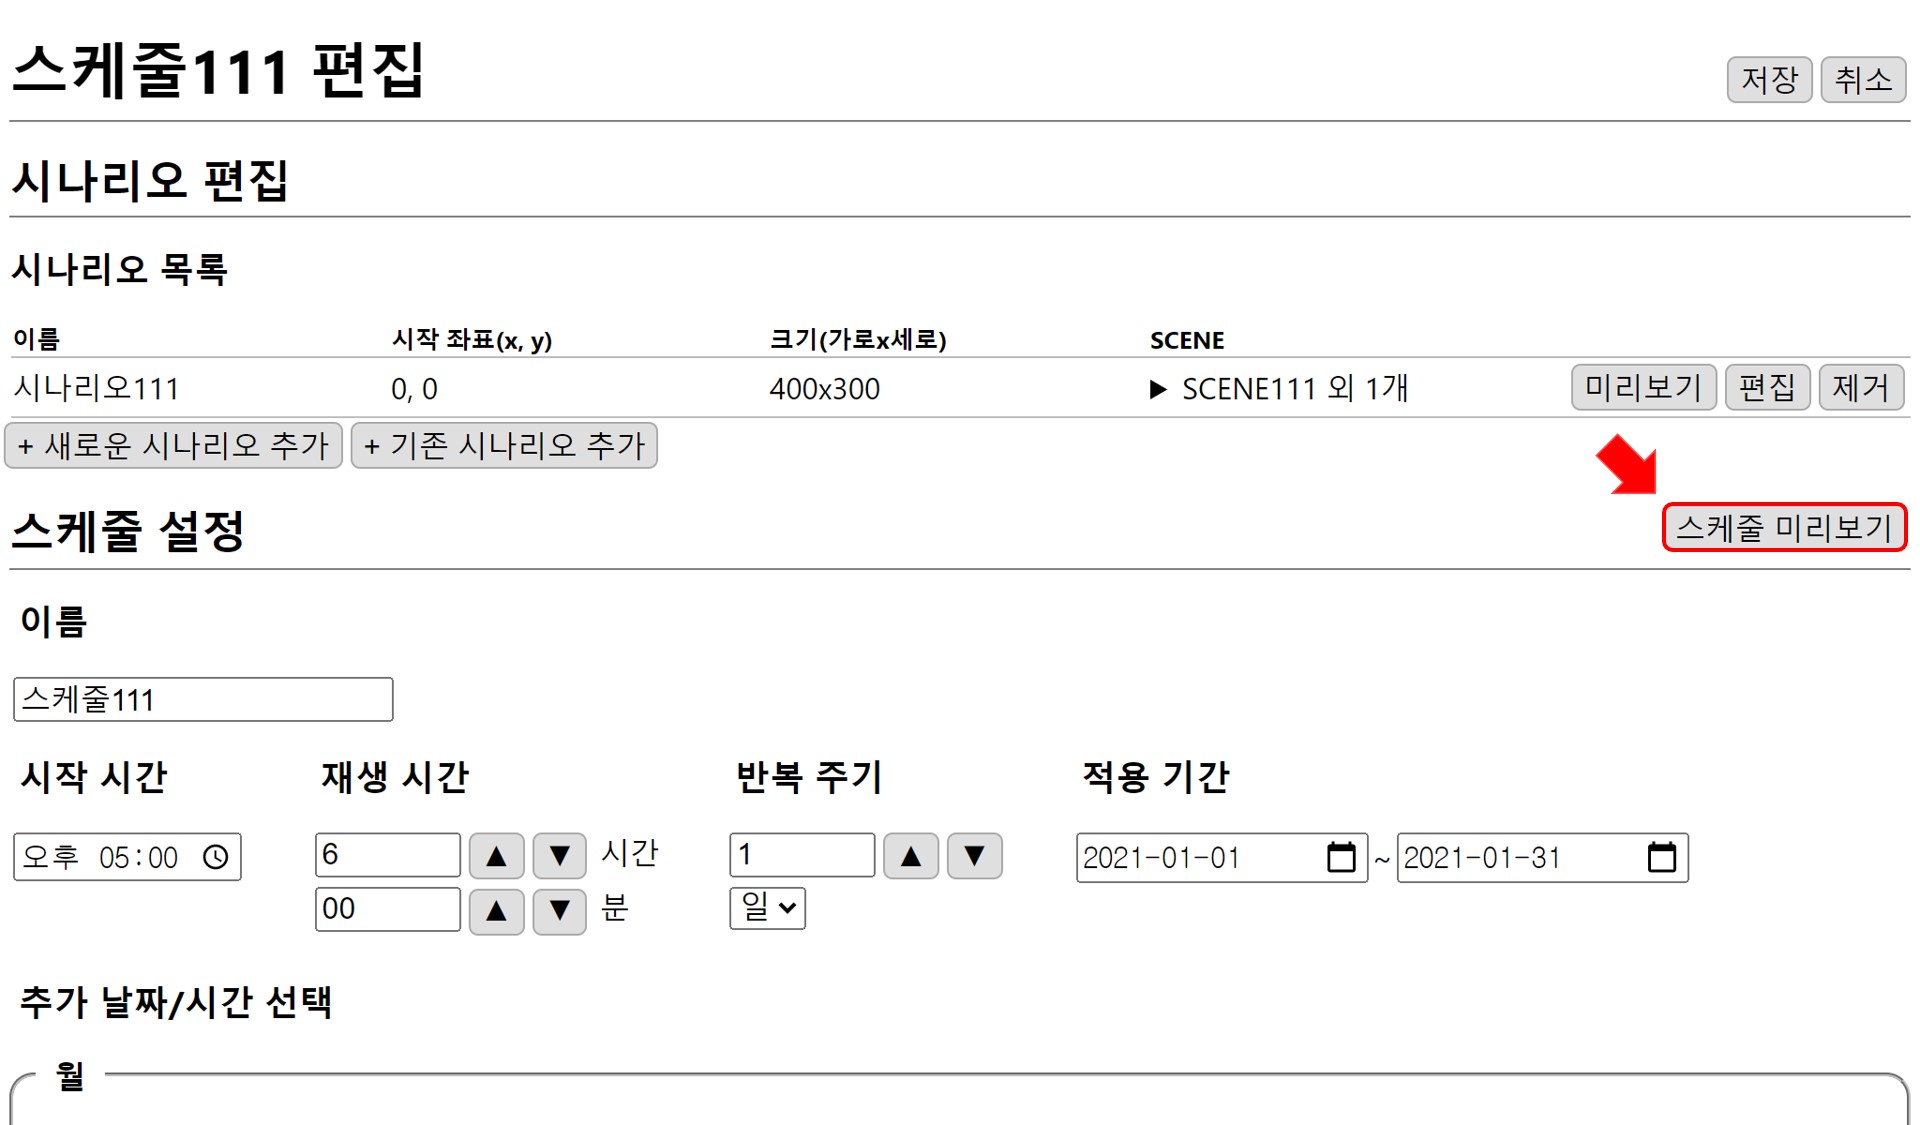 스케줄111 편집
저장 취소
시나리오 편집
시나리오 목록
이름 시작 좌표(x, y) 크기(가로x세로) SCENE
시나리오111 0, 0 400x300 ▶ SCENE111 외 1개 미리보기 편집 제거
+ 새로운 시나리오 추가 + 기존 시나리오 추가
스케줄 설정 스케줄 미리보기
이름
스케줄111
시작 시간 재생 시간 반복 주기 적용 기간
오후 05:00 6 ▲ ▼ 시간 1 ▲ ▼ 2021-01-01 ~ 2021-01-31
00 ▲ ▼ 분 일
추가 날짜/시간 선택
월